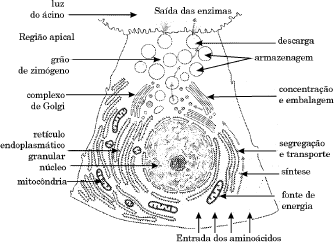 luz
do ácino
Saída das enzimas
Região apical
descarga
grão
de zimógeno
armazenagem
complexo
de Golgi
concentração
e embalagem
retículo
endoplasmático
granular
núcleo
mitocôndria
segregação
e transporte
síntese
fonte de
energia
Entrada dos aminoácidos